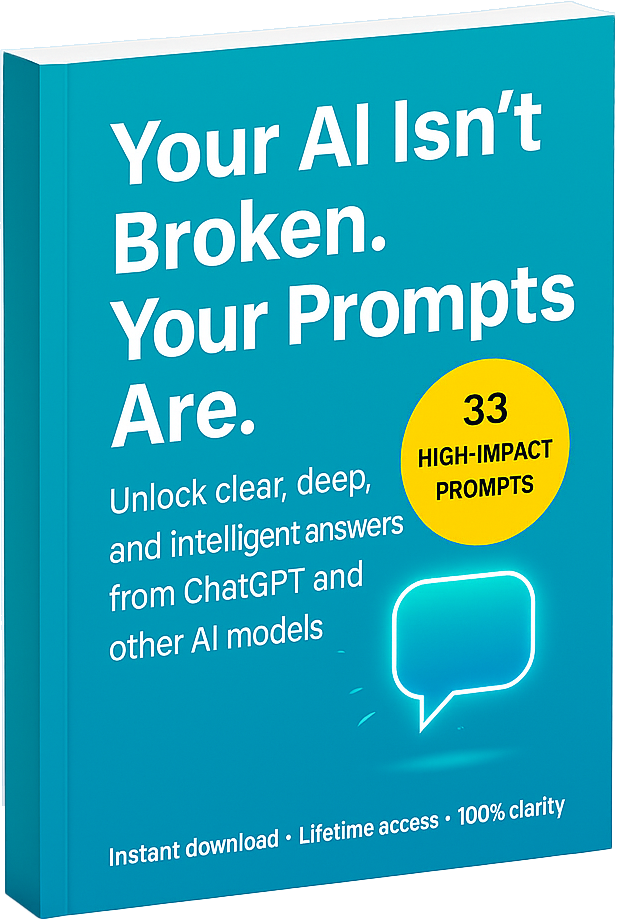 Your AI Isn’t
Broken.
Your Prompts
Are.
33
HIGH-IMPACT
PROMPTS
Unlock clear, deep,
and intelligent answers
from ChatGPT and
other AI models
Instant download • Lifetime access • 100% clarity